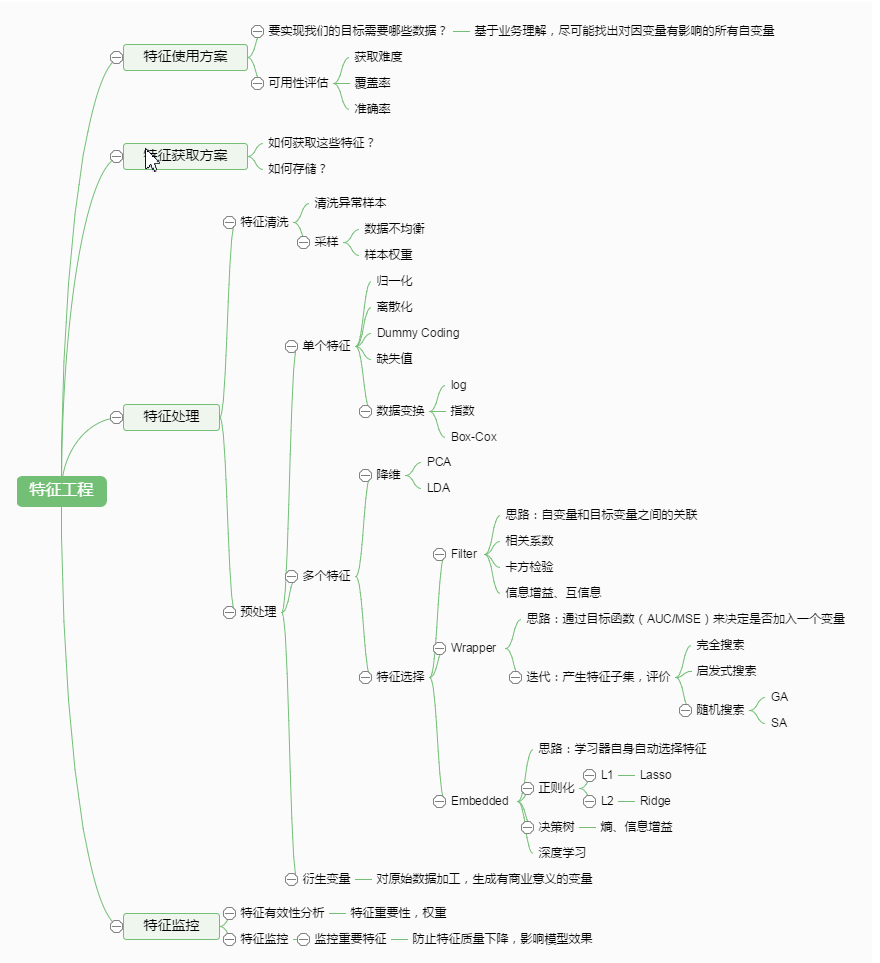 要实现我们的目标需要哪些数据？
基于业务理解，尽可能找出对因变量有影响的所有自变量
特征使用方案
可用性评估
获取难度
覆盖率
准确率
征获取方案
如何获取这些特征？
如何存储？
特征工程
特征处理
特征清洗
清洗异常样本
采样
数据不均衡
样本权重
预处理
单个特征
归一化
离散化
Dummy Coding
缺失值
数据变换
log
指数
Box-Cox
多个特征
降维
PCA
LDA
特征选择
Filter
思路：自变量和目标变量之间的关联
相关系数
卡方检验
信息增益、互信息
Wrapper
思路：通过目标函数（AUC/MSE）来决定是否加入一个变量
迭代：产生特征子集，评价
完全搜索
启发式搜索
随机搜索
GA
SA
Embedded
思路：学习器自身自动选择特征
正则化
L1
Lasso
L2
Ridge
决策树
熵、信息增益
深度学习
衍生变量
对原始数据加工，生成有商业意义的变量
特征监控
特征有效性分析
特征重要性，权重
特征监控
监控重要特征
防止特征质量下降，影响模型效果